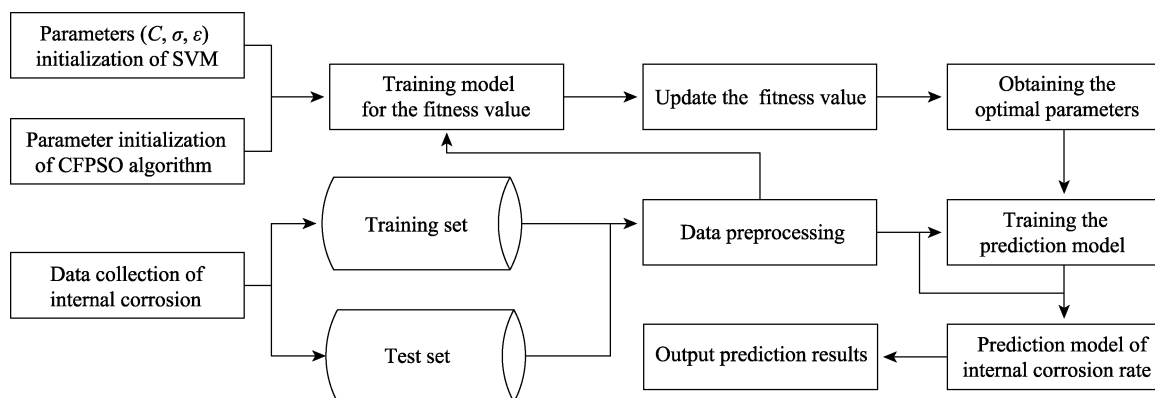 Parameters (C, σ, ε)
initialization of SVM
Parameter initialization
of CFPSO algorithm
Training model
for the fitness value
Update the fitness value
Obtaining the
optimal parameters
Data collection of
internal corrosion
Training set
Test set
Data preprocessing
Training the
prediction model
Output prediction results
Prediction model of
internal corrosion rate